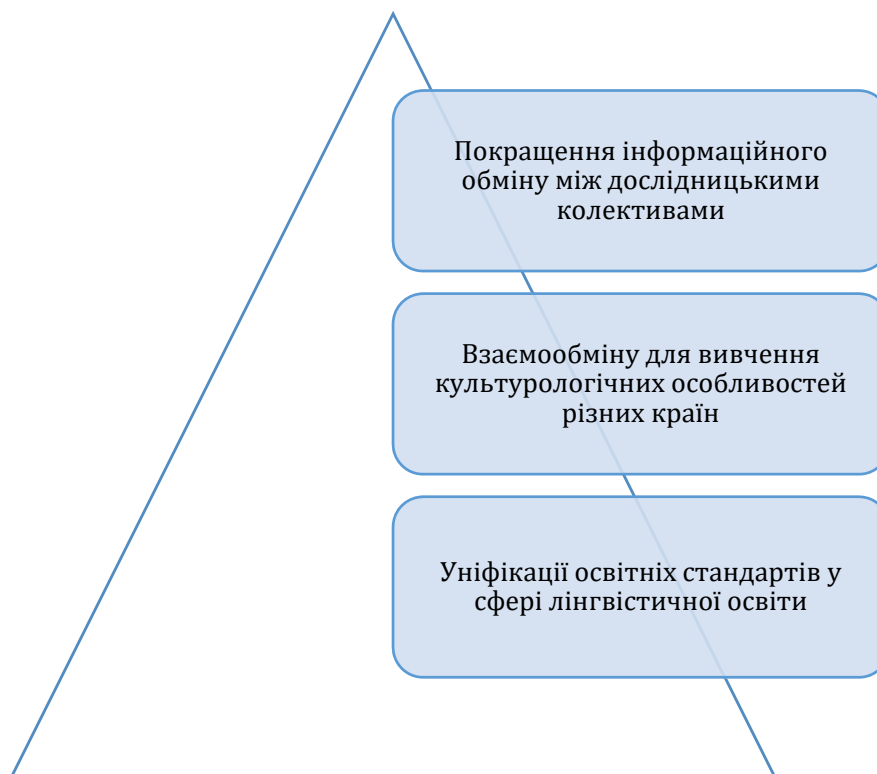 Покращення інформаційного
обміну між дослідницькими
колективами
Взаємообміну для вивчення
культурологічних особливостей
різних країн
Уніфікації освітніх стандартів у
сфері лінгвістичної освіти